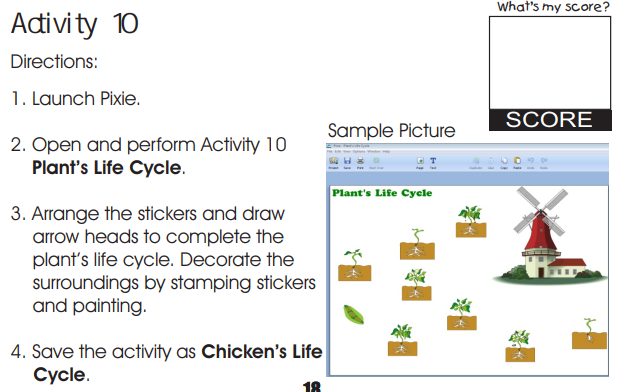 What's my score?
Activity 10
Directions:
SCORE
1. Launch Pixie.
Sample Picture
2. Open and perform Activity 10
Plant's Life Cycle.
Plant's Life Cycle
3. Arrange the stickers and draw
arrow heads to complete the
plant's life cycle. Decorate the
surroundings by stamping stickers
and painting.
4. Save the activity as Chicken's Life
Cycle.
18